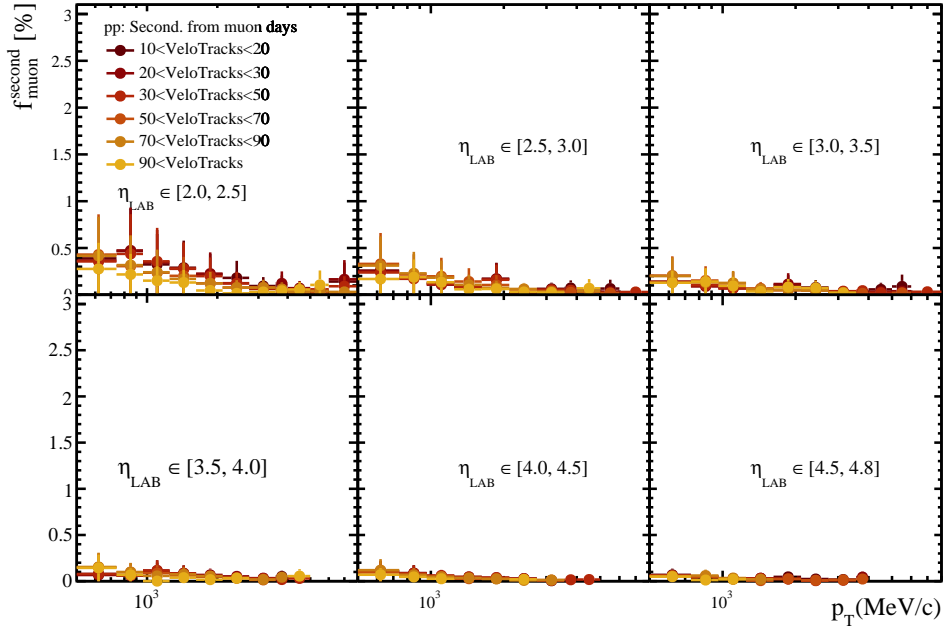 f^second_muon [%]
3
2.5
2
1.5
1
0.5
0
pp: Second. from muon days
10<VeloTracks<20
20<VeloTracks<30
30<VeloTracks<50
50<VeloTracks<70
70<VeloTracks<90
90<VeloTracks
η_LAB ∈ [2.0, 2.5]
η_LAB ∈ [2.5, 3.0]
η_LAB ∈ [3.0, 3.5]
3
2.5
2
1.5
1
0.5
0
η_LAB ∈ [3.5, 4.0]
η_LAB ∈ [4.0, 4.5]
η_LAB ∈ [4.5, 4.8]
10^3
10^3
10^3
p_T(MeV/c)